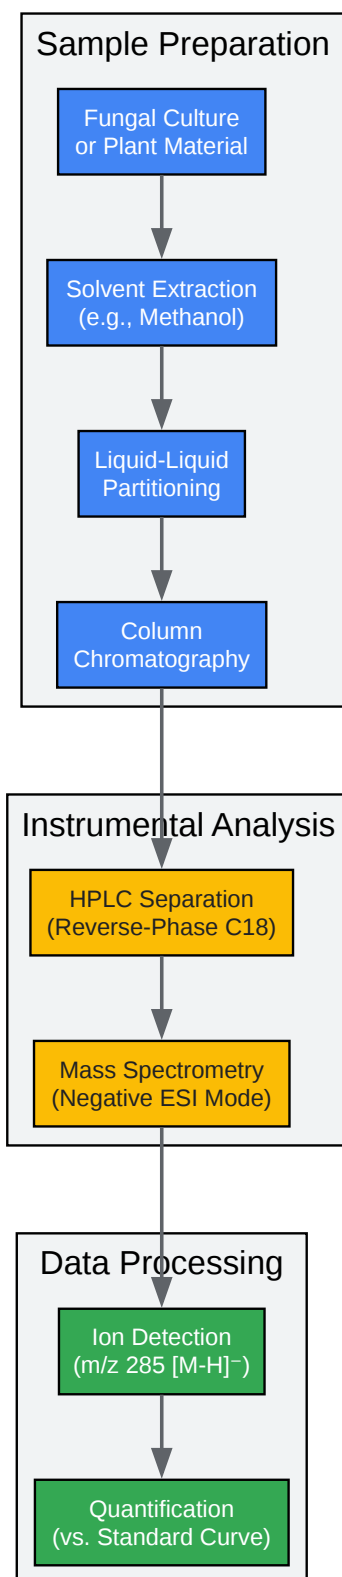 Sample Preparation
Fungal Culture
or Plant Material
Solvent Extraction
(e.g., Methanol)
Liquid-Liquid
Partitioning
Column
Chromatography
Instrumental Analysis
HPLC Separation
(Reverse-Phase C18)
Mass Spectrometry
(Negative ESI Mode)
Data Processing
Ion Detection
(m/z 285 [M-H]⁻)
Quantification
(vs. Standard Curve)